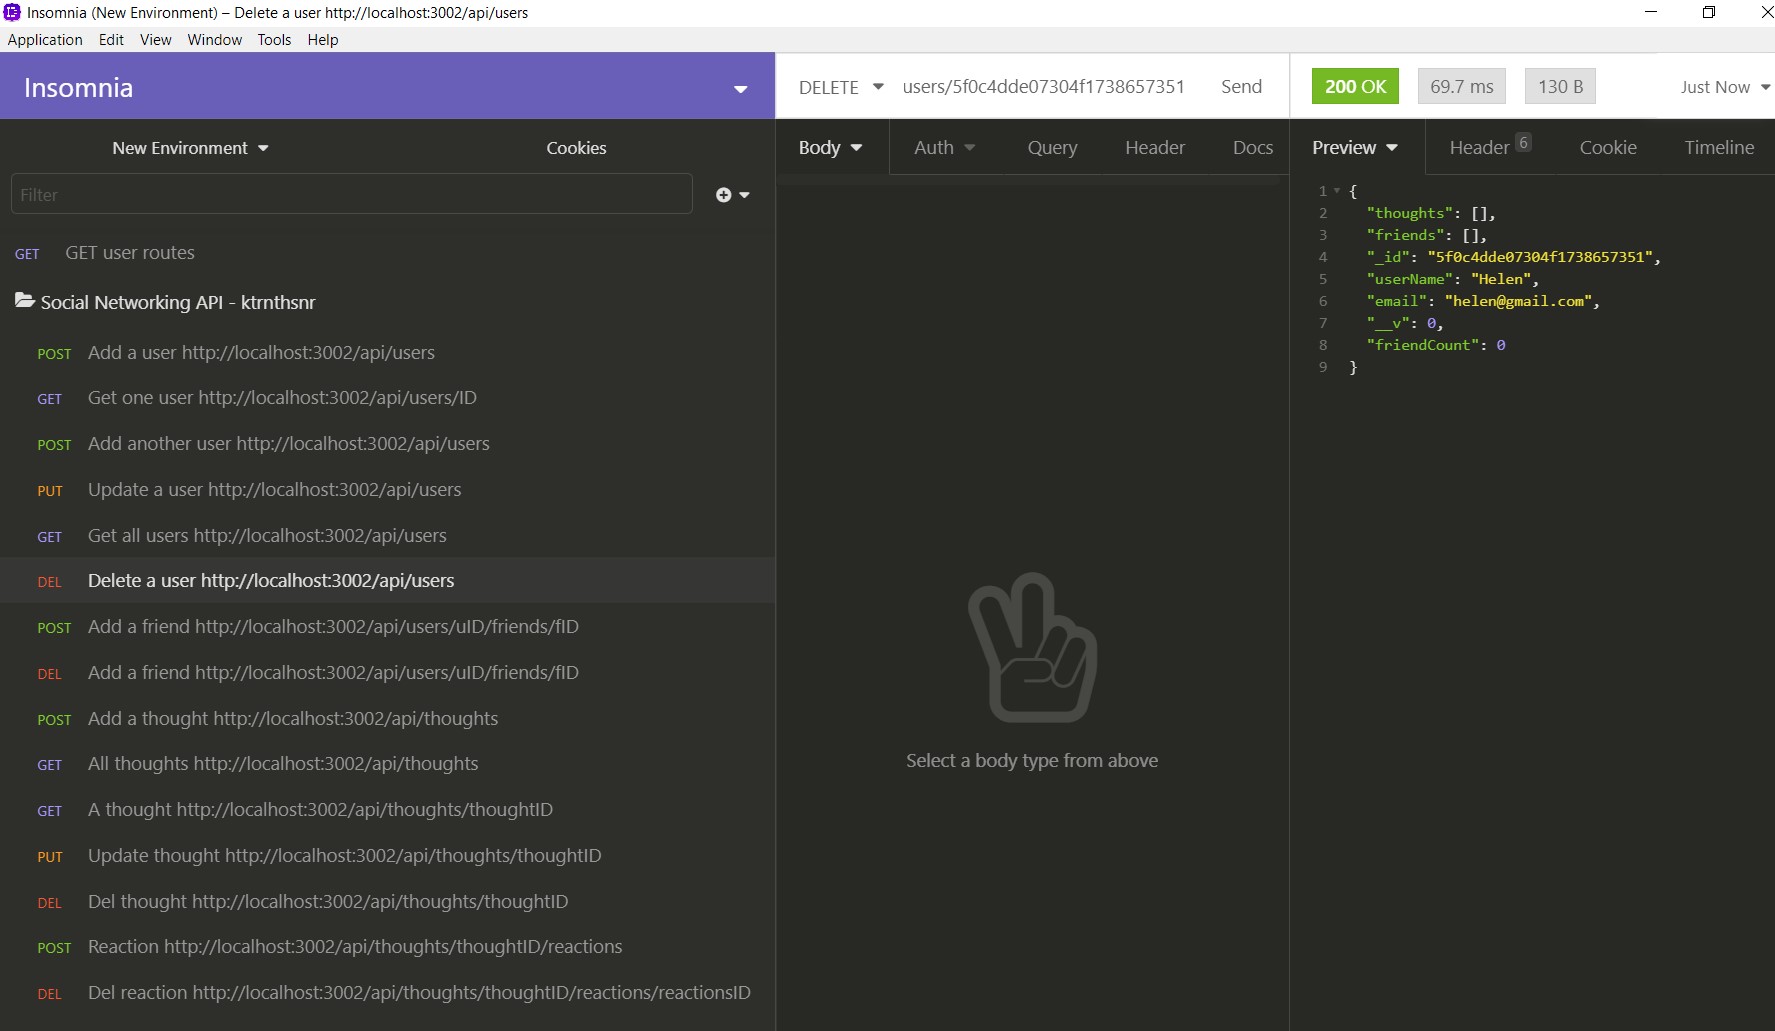 Insomnia (New Environment) – Delete a user http://localhost:3002/api/users
Application Edit View Window Tools Help
Insomnia
New Environment Cookies
Filter
GET GET user routes
Social Networking API - ktrnthsnr
POST Add a user http://localhost:3002/api/users
GET Get one user http://localhost:3002/api/users/ID
POST Add another user http://localhost:3002/api/users
PUT Update a user http://localhost:3002/api/users
GET Get all users http://localhost:3002/api/users
DEL Delete a user http://localhost:3002/api/users
POST Add a friend http://localhost:3002/api/users/uID/friends/fID
DEL Add a friend http://localhost:3002/api/users/uID/friends/fID
POST Add a thought http://localhost:3002/api/thoughts
GET All thoughts http://localhost:3002/api/thoughts
GET A thought http://localhost:3002/api/thoughts/thoughtID
PUT Update thought http://localhost:3002/api/thoughts/thoughtID
DEL Del thought http://localhost:3002/api/thoughts/thoughtID
POST Reaction http://localhost:3002/api/thoughts/thoughtID/reactions
DEL Del reaction http://localhost:3002/api/thoughts/thoughtID/reactions/reactionsID
DELETE users/5f0c4dde07304f1738657351 Send
Body Auth Query Header Docs
Select a body type from above
200 OK 69.7 ms 130 B Just Now
Preview Header 6 Cookie Timeline
1 {
2 "thoughts": [],
3 "friends": [],
4 "_id": "5f0c4dde07304f1738657351",
5 "userName": "Helen",
6 "email": "helen@gmail.com",
7 "__v": 0,
8 "friendCount": 0
9 }